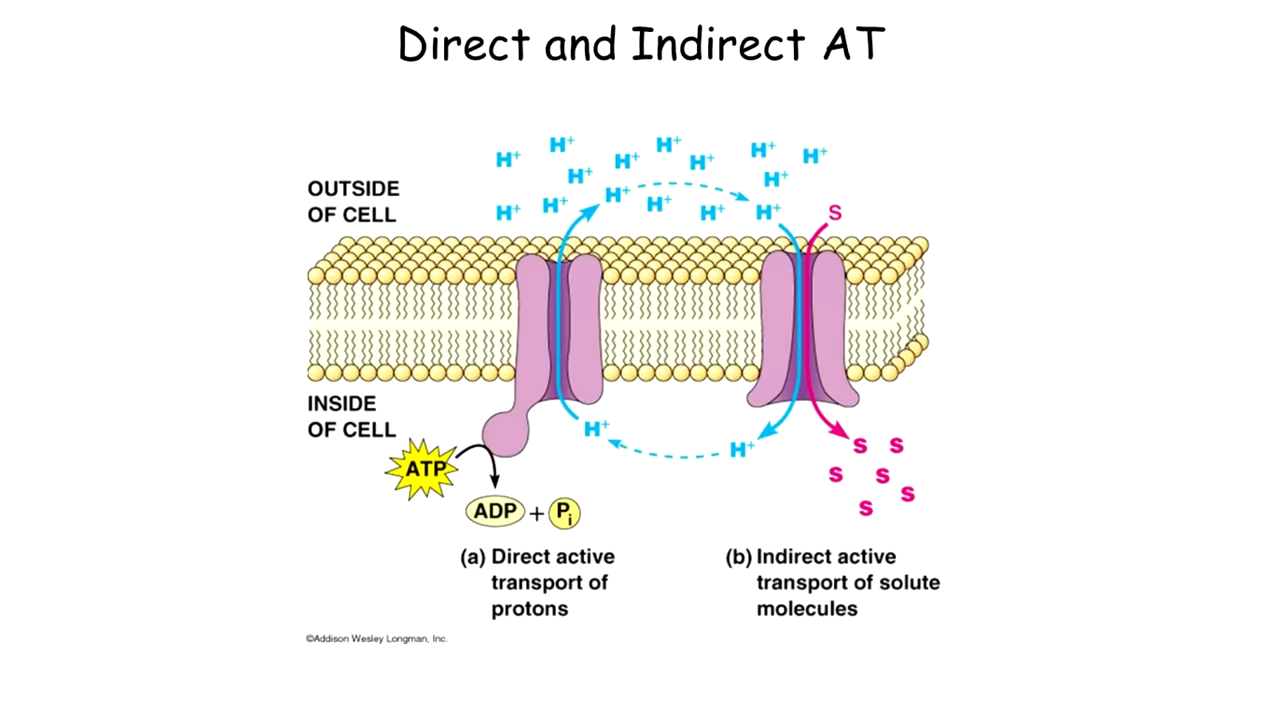 Direct and Indirect AT
H⁺ H⁺ H⁺ H⁺ H⁺ H⁺ H⁺
H⁺ H⁺
OUTSIDE
OF CELL
H⁺ H⁺ H⁺ H⁺ H⁺ H⁺ S
INSIDE
OF CELL
H⁺ H⁺
S S
ATP
S S
S
S
ADP + Pi
(a) Direct active
transport of
protons
(b) Indirect active
transport of solute
molecules
©Addison Wesley Longman, Inc.